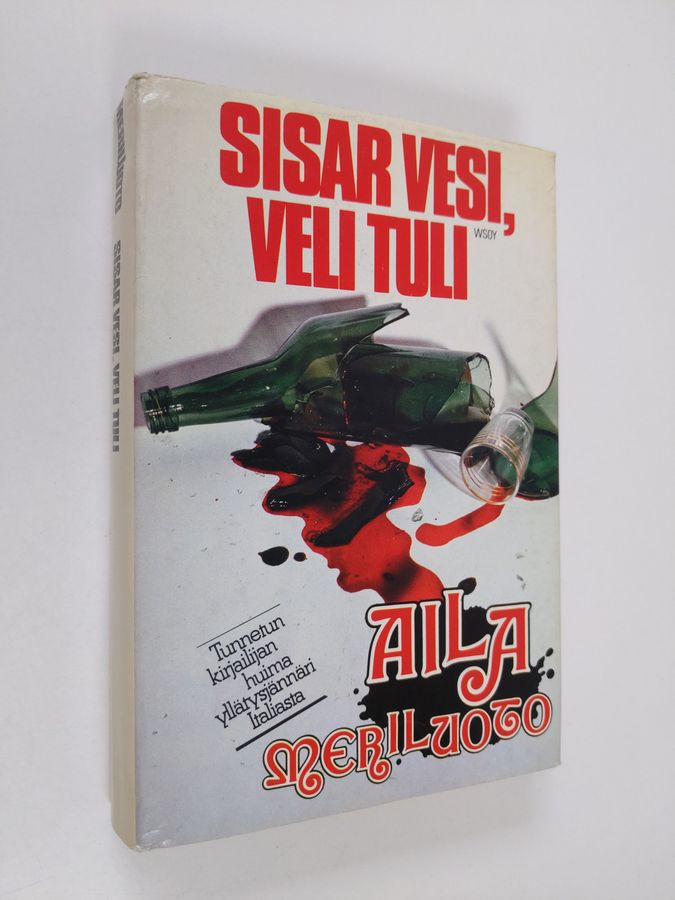 SISAR VESI,
VELI TULI
WSOY
Tunnetun
kirjailijan
huima
yllätysjännäri
Italiasta
AILA
MERILUOTO
MERILUOTO SISAR VESI, VELI TULI